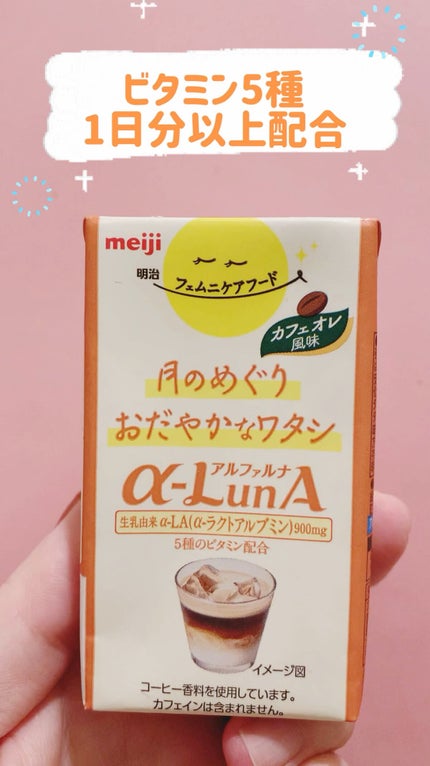 ビタミン5種
1日分以上配合
meiji
明治
フェムニケアフード
カフェオレ
風味
月のめぐり
おだやかなワタシ
アルファルナ
α-LunA
生乳由来 α-LA(α-ラクトアルブミン)900mg
5種のビタミン配合
イメージ図
コーヒー香料を使用しています。
カフェインは含まれません。